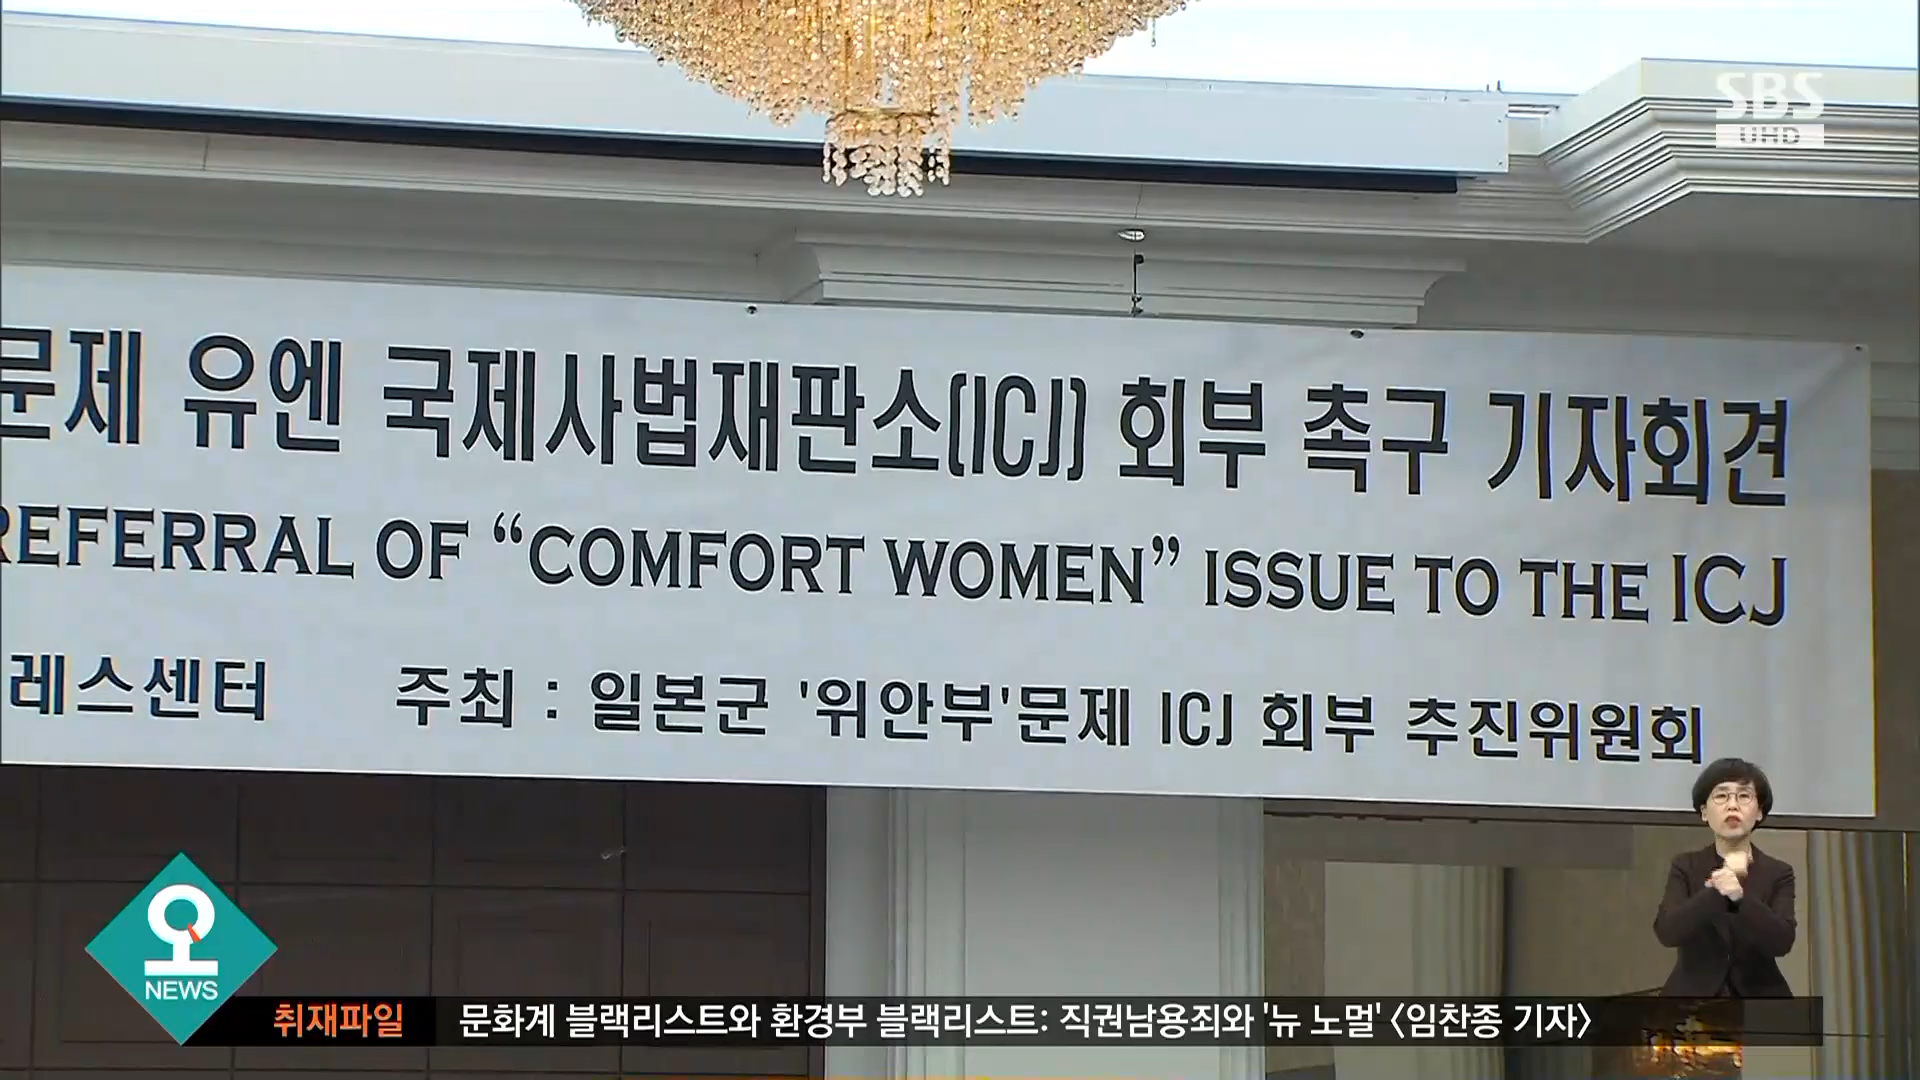 SBS
UHD
문제 유엔 국제사법재판소(ICJ) 회부 촉구 기자회견
REFERRAL OF “COMFORT WOMEN” ISSUE TO THE ICJ
레스센터 주최 : 일본군 '위안부'문제 ICJ 회부 추진위원회
오
NEWS
취재파일 문화계 블랙리스트와 환경부 블랙리스트: 직권남용죄와 '뉴 노멀' <임찬종 기자>